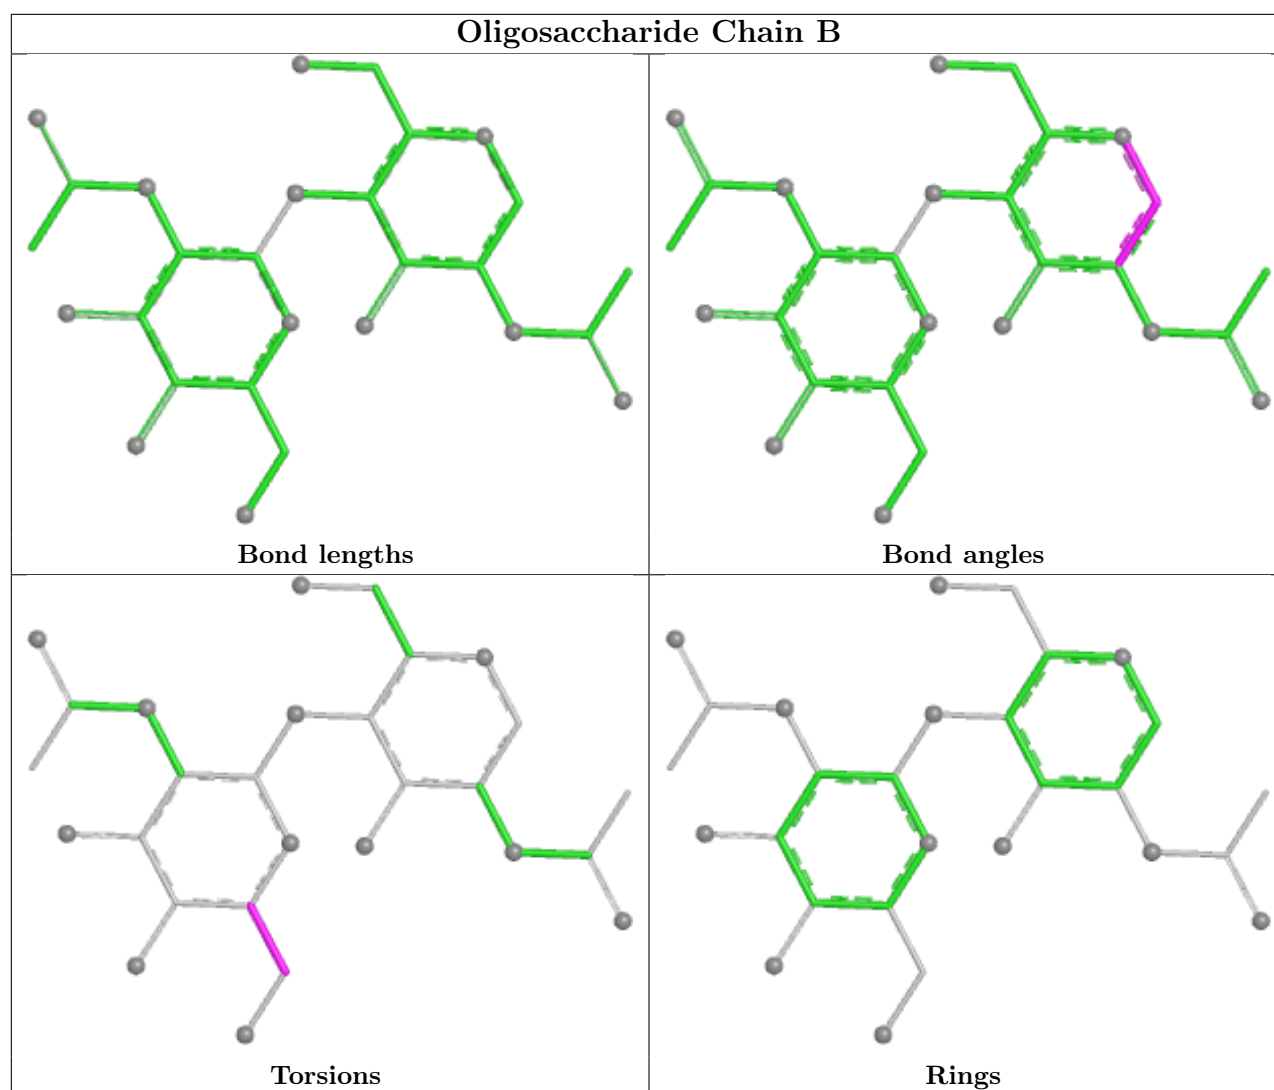 Oligosaccharide Chain B
Bond lengths
Bond angles
Torsions
Rings